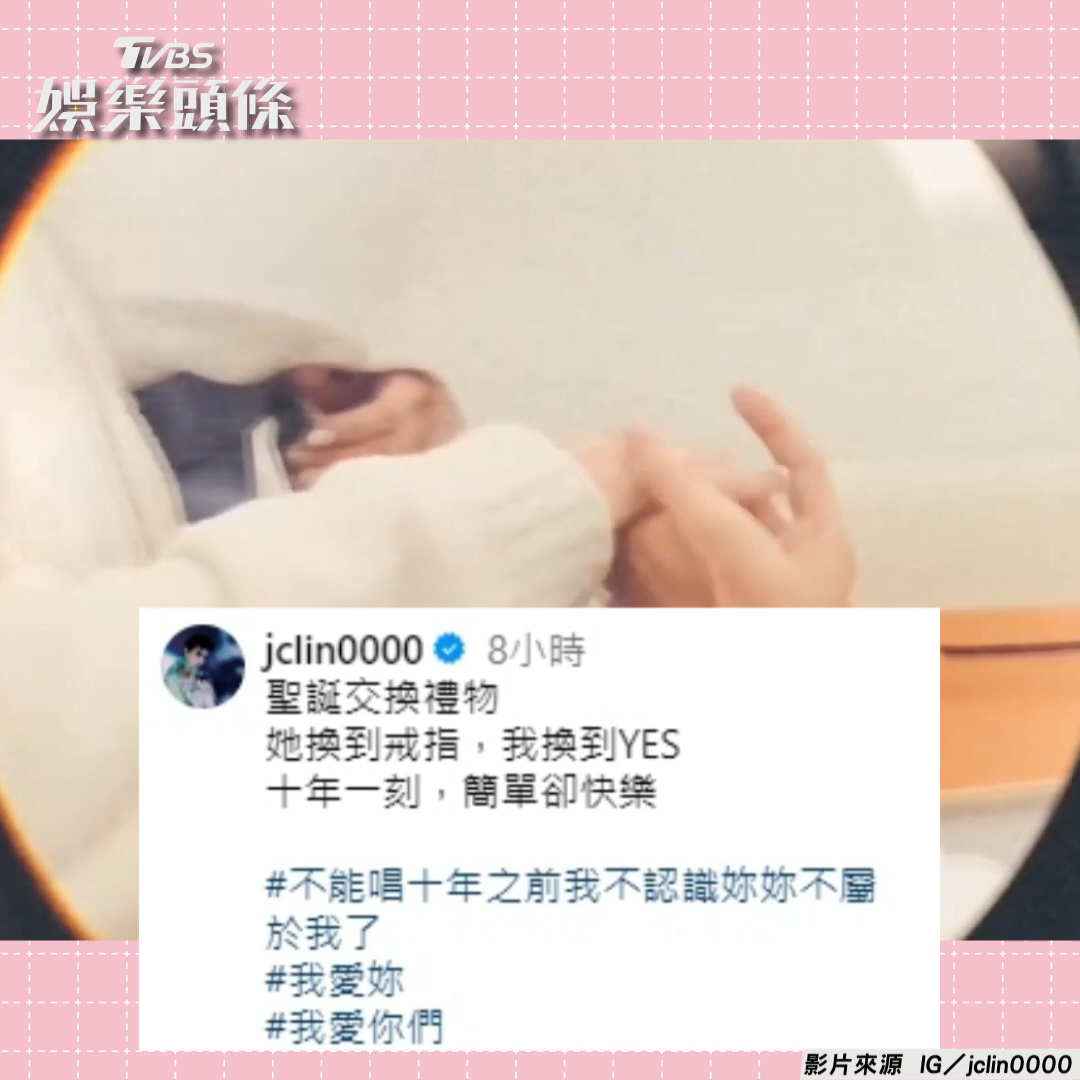 TVBS
娛樂頭條
jclin0000 8小時
聖誕交換禮物
她換到戒指，我換到YES
十年一刻，簡單卻快樂
#不能唱十年之前我不認識妳妳不屬
於我了
#我愛妳
#我愛你們
影片來源 IG／jclin0000